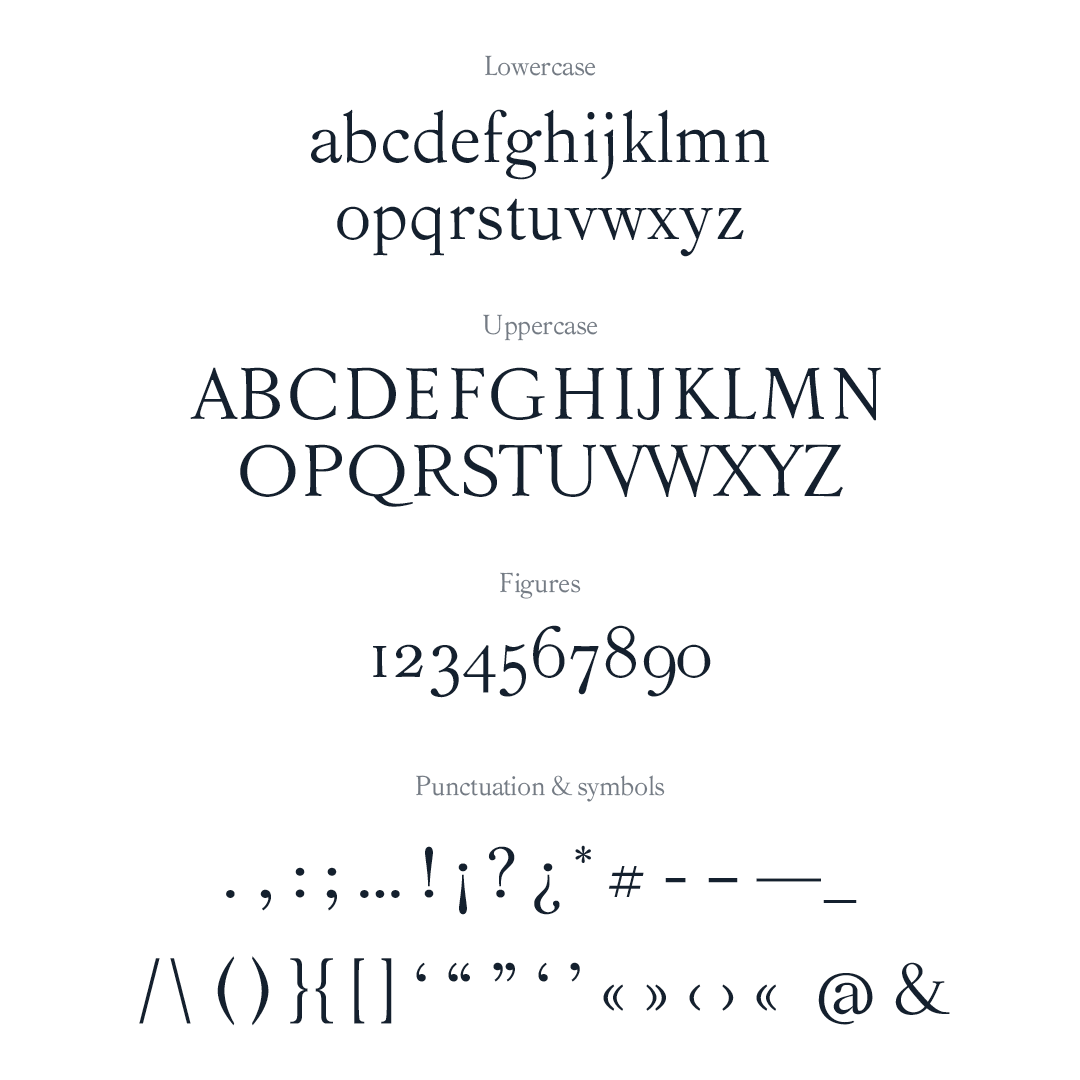 Lowercase
abcdefghijklmn
opqrstuvwxyz
Uppercase
ABCDEFGHIJKLMN
OPQRSTUVWXYZ
Figures
1234567890
Punctuation & symbols
. , : ; … ! ¡ ? ¿ * # - – — _
/ \ ( ) } { [ ] ‘ “ ” ‘ ’ « » ‹ › « @ &